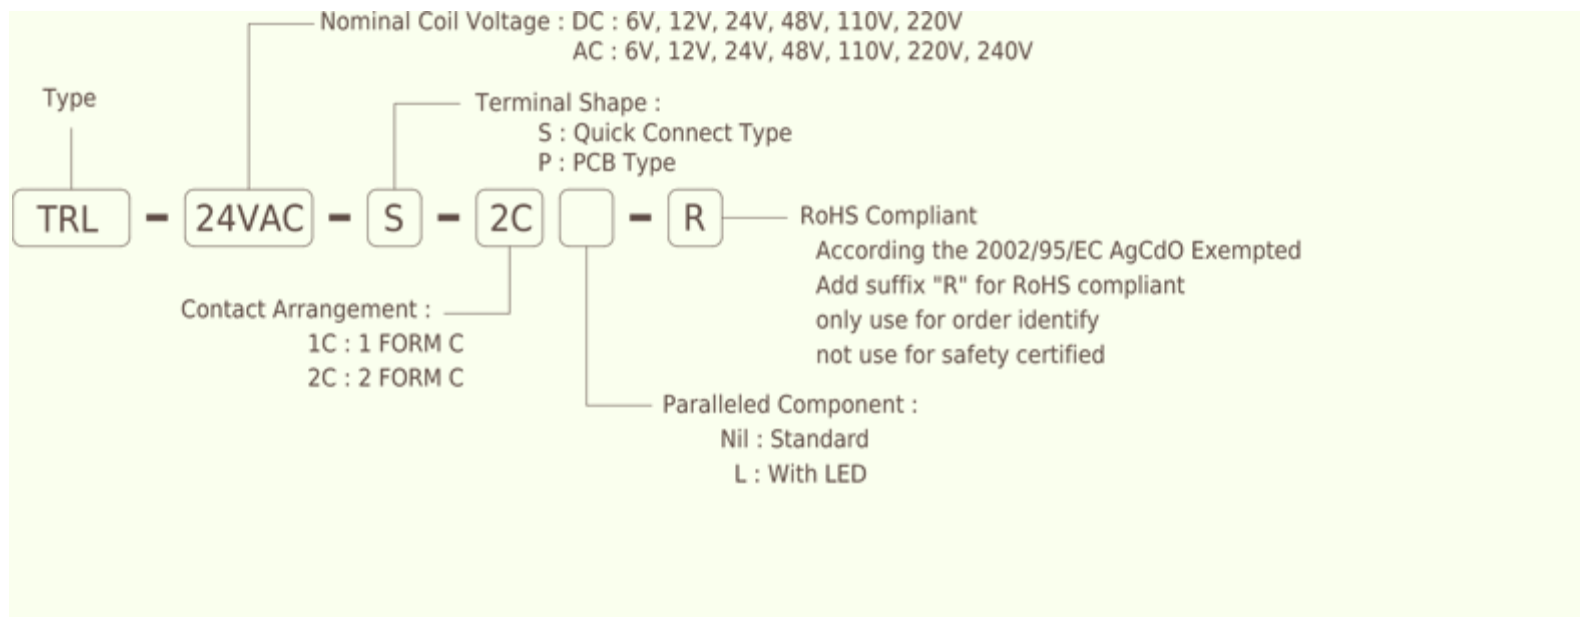 Nominal Coil Voltage : DC : 6V, 12V, 24V, 48V, 110V, 220V
AC : 6V, 12V, 24V, 48V, 110V, 220V, 240V
Type
Terminal Shape :
S : Quick Connect Type
P : PCB Type
TRL - 24VAC - S - 2C - R
RoHS Compliant
According the 2002/95/EC AgCdO Exempted
Add suffix "R" for RoHS compliant
only use for order identify
not use for safety certified
Contact Arrangement :
1C : 1 FORM C
2C : 2 FORM C
Paralleled Component :
Nil : Standard
L : With LED